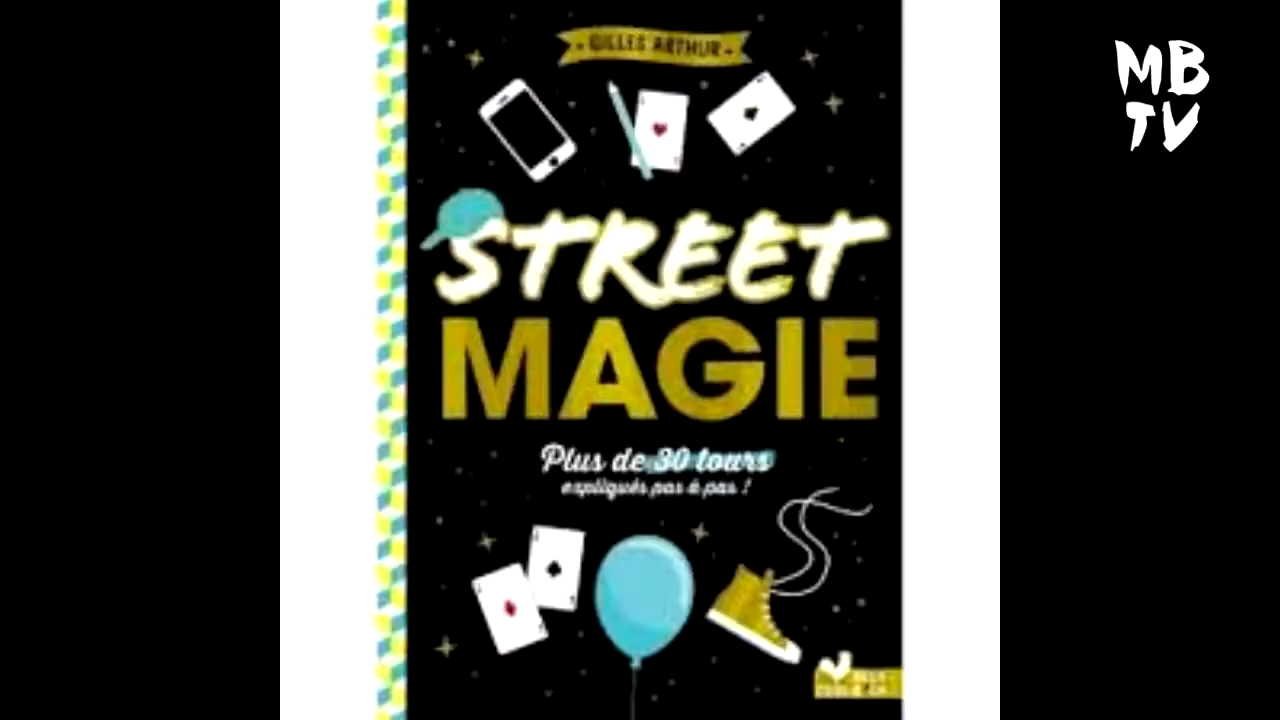 GILLES ARTHUR
STREET
MAGIE
Plus de 30 tours
expliqués pas à pas !
MB
TV